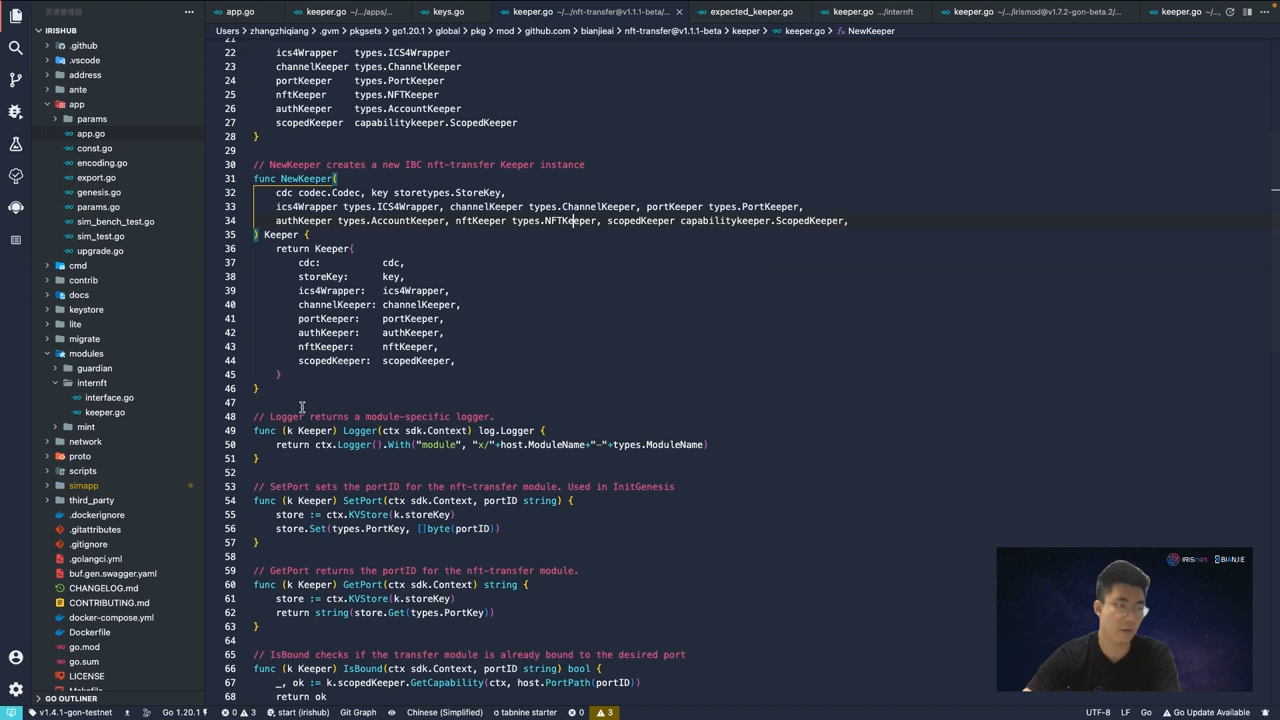 资源管理器
app.go
keeper.go ~/.../apps/...
keys.go
keeper.go ~/.../nft-transfer@v1.1.1-beta/...
expected_keeper.go
keeper.go .../internft
keeper.go ~/.../irismod@v1.7.2-gon-beta.2/...
keeper.go ~/...
Users > zhangzhiqiang > .gvm > pkgsets > go1.20.1 > global > pkg > mod > github.com > bianjieai > nft-transfer@v1.1.1-beta > keeper > keeper.go > NewKeeper
IRISHUB
.github
.vscode
address
ante
app
params
app.go
const.go
encoding.go
export.go
genesis.go
params.go
sim_bench_test.go
sim_test.go
upgrade.go
cmd
contrib
docs
keystore
lite
migrate
modules
guardian
internft
interface.go
keeper.go
mint
network
proto
scripts
simapp
third_party
.dockerignore
.gitattributes
.gitignore
.golangci.yml
buf.gen.swagger.yaml
CHANGELOG.md
CONTRIBUTING.md
docker-compose.yml
Dockerfile
go.mod
go.sum
LICENSE
Makefile
GO OUTLINER
21
22 ics4Wrapper types.ICS4Wrapper
23 channelKeeper types.ChannelKeeper
24 portKeeper types.PortKeeper
25 nftKeeper types.NFTKeeper
26 authKeeper types.AccountKeeper
27 scopedKeeper capabilitykeeper.ScopedKeeper
28 }
29
30 // NewKeeper creates a new IBC nft-transfer Keeper instance
31 func NewKeeper(
32 cdc codec.Codec, key storetypes.StoreKey,
33 ics4Wrapper types.ICS4Wrapper, channelKeeper types.ChannelKeeper, portKeeper types.PortKeeper,
34 authKeeper types.AccountKeeper, nftKeeper types.NFTKeeper, scopedKeeper capabilitykeeper.ScopedKeeper,
35 ) Keeper {
36 return Keeper{
37 cdc: cdc,
38 storeKey: key,
39 ics4Wrapper: ics4Wrapper,
40 channelKeeper: channelKeeper,
41 portKeeper: portKeeper,
42 authKeeper: authKeeper,
43 nftKeeper: nftKeeper,
44 scopedKeeper: scopedKeeper,
45 }
46 }
47
48 // Logger returns a module-specific logger.
49 func (k Keeper) Logger(ctx sdk.Context) log.Logger {
50 return ctx.Logger().With("module", "x/"+host.ModuleName+"-"+types.ModuleName)
51 }
52
53 // SetPort sets the portID for the nft-transfer module. Used in InitGenesis
54 func (k Keeper) SetPort(ctx sdk.Context, portID string) {
55 store := ctx.KVStore(k.storeKey)
56 store.Set(types.PortKey, []byte(portID))
57 }
58
59 // GetPort returns the portID for the nft-transfer module.
60 func (k Keeper) GetPort(ctx sdk.Context) string {
61 store := ctx.KVStore(k.storeKey)
62 return string(store.Get(types.PortKey))
63 }
64
65 // IsBound checks if the transfer module is already bound to the desired port
66 func (k Keeper) IsBound(ctx sdk.Context, portID string) bool {
67 _, ok := k.scopedKeeper.GetCapability(ctx, host.PortPath(portID))
68 return ok
IRISnet BIANJIE
v1.4.1-gon-testnet
Go 1.20.1
0 3
start (irishub)
Git Graph
Chinese (Simplified)
tabnine starter
0
3
UTF-8
LF
Go
Go Update Available